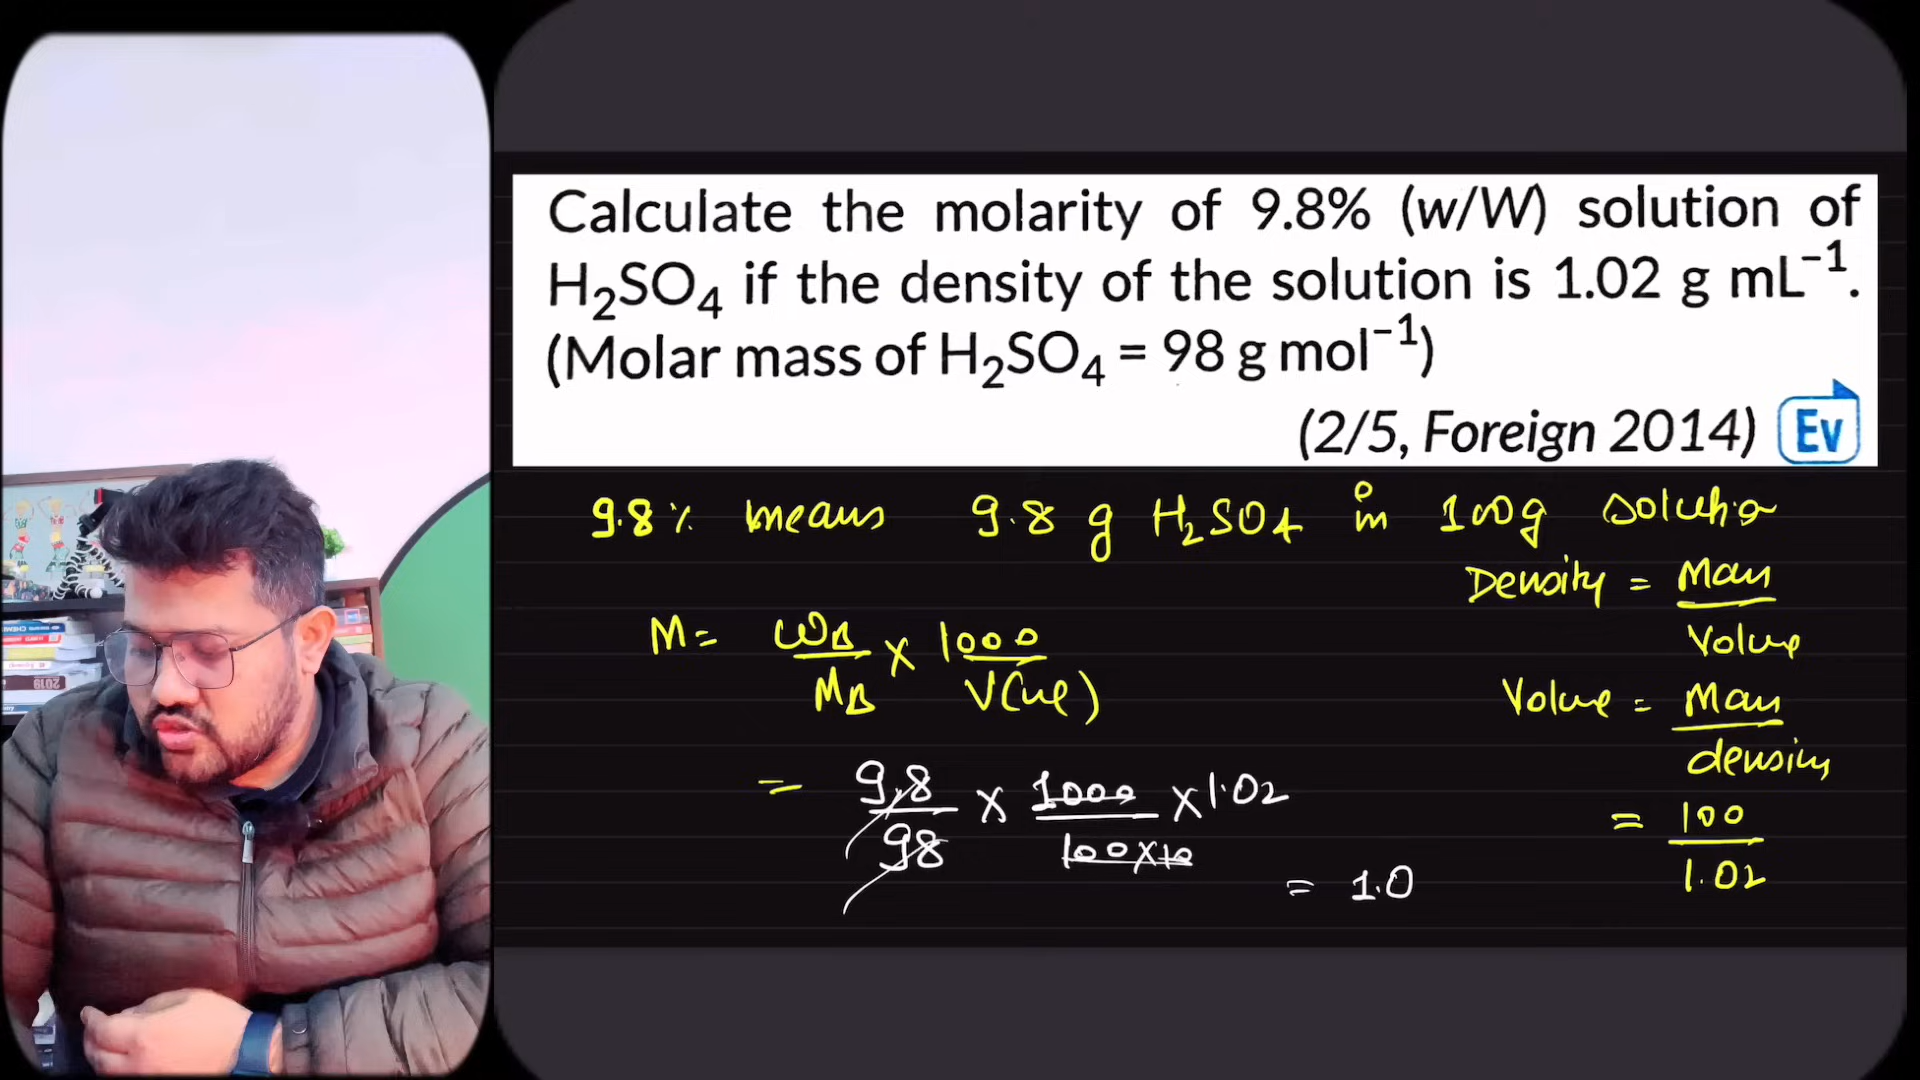 Calculate the molarity of 9.8% (w/W) solution of
H₂SO₄ if the density of the solution is 1.02 g mL⁻¹.
(Molar mass of H₂SO₄ = 98 g mol⁻¹)
(2/5, Foreign 2014) Ev
9.8% means 9.8 g H₂SO₄ in 100g solution
Density = Mass / Volume
M = W_B / M_B × 1000 / V(ml)
Volume = Mass / density
= 9.8 / 98 × 1000 / 100×10 × 1.02
= 100 / 1.02
= 1.0
2019